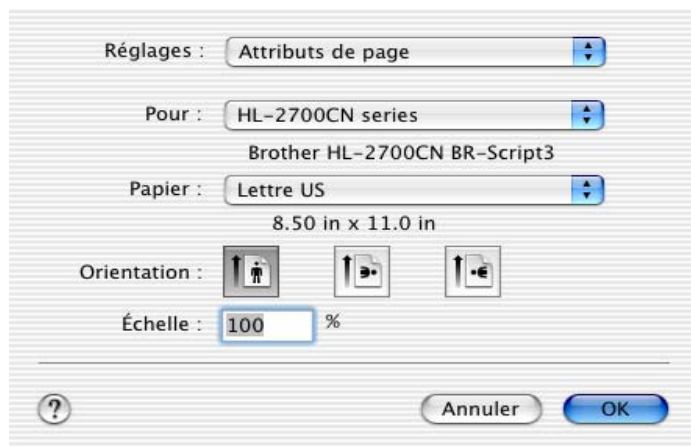 Réglages : Attributs de page
Pour : HL-2700CN series
Brother HL-2700CN BR-Script3
Papier : Lettre US
8.50 in x 11.0 in
Orientation :
Échelle : 100 %
? Annuler OK